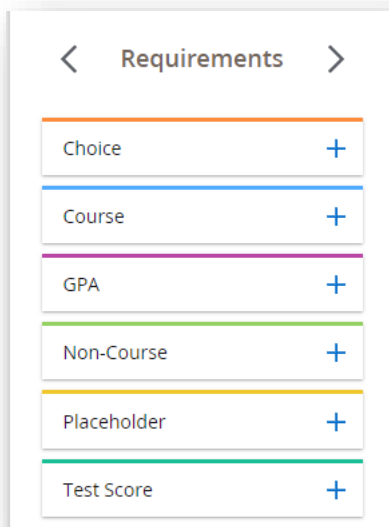 Requirements
Choice
Course
GPA
Non-Course
Placeholder
Test Score